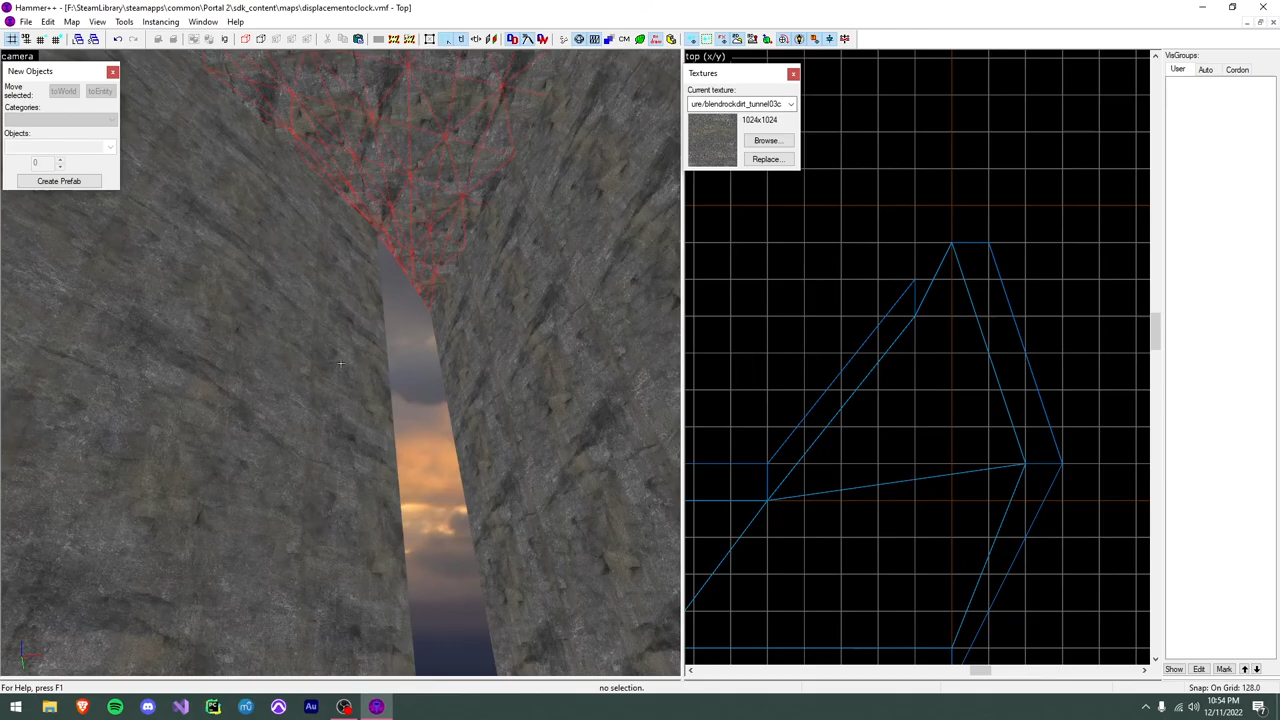 Hammer++ - [F:\SteamLibrary\steamapps\common\Portal 2\sdk_content\maps\displacementoclock.vmf - Top]
File Edit Map View Tools Instancing Window Help
camera
New Objects
Move selected:
toWorld
toEntity
Categories:
Objects:
0
Create Prefab
top (x/y)
Textures
Current texture:
ure/blendrockdirt_tunnel03c
1024x1024
Browse...
Replace...
VisGroups:
User Auto Cordon
Show Edit Mark
For Help, press F1
no selection.
Snap: On Grid: 128.0
10:54 PM
12/11/2022